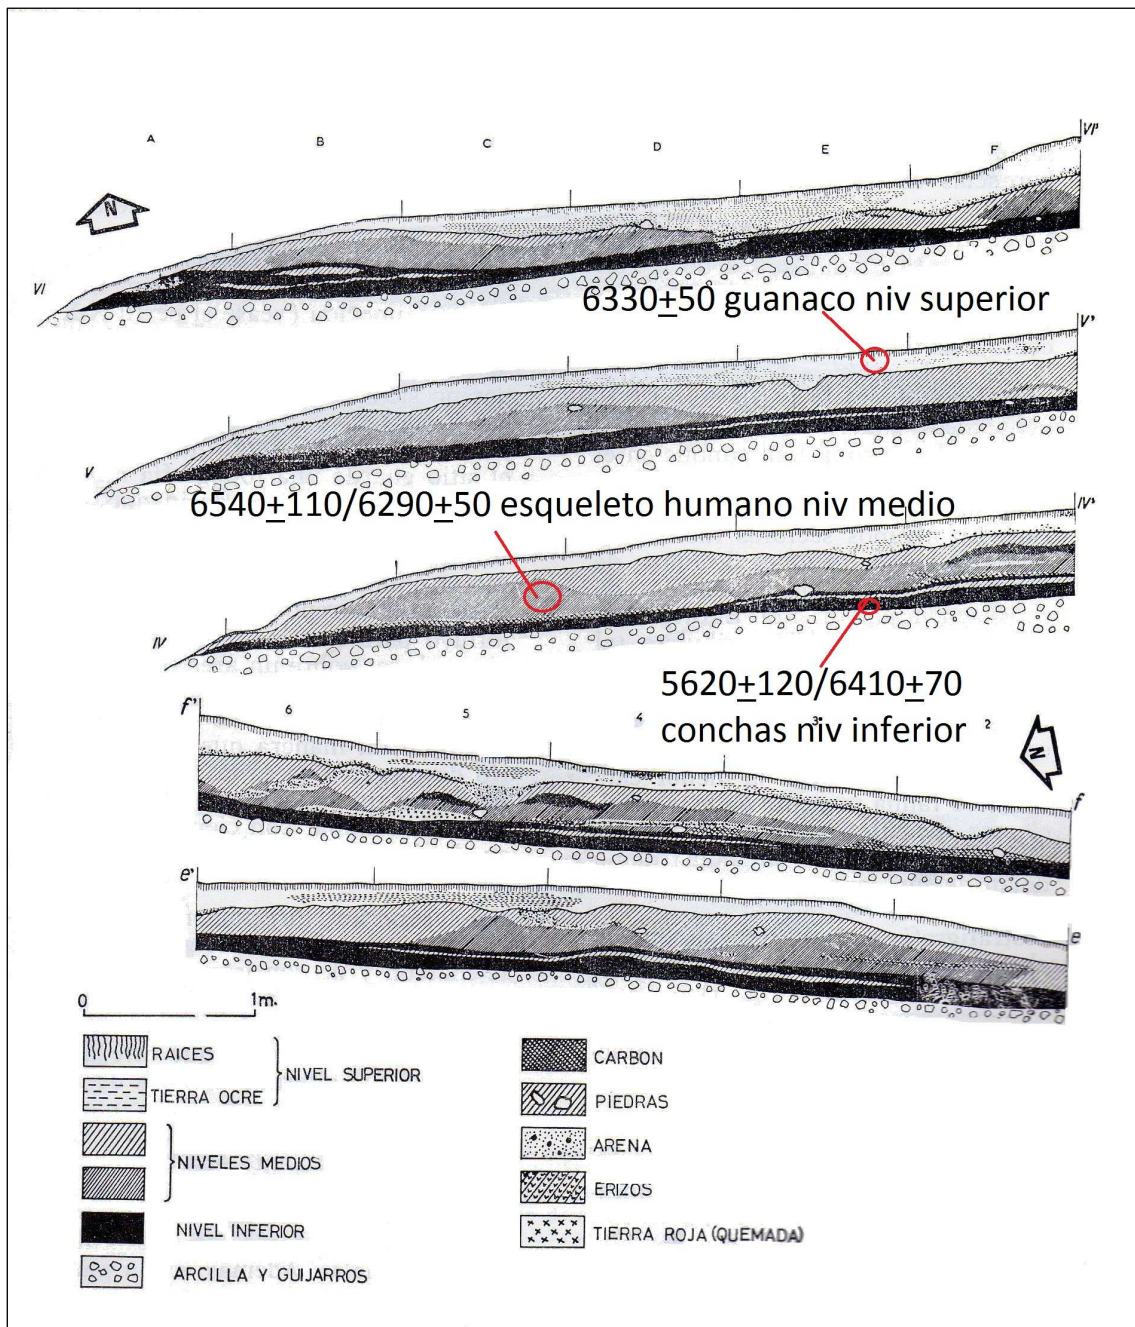 A B C D E F VI'
N
VI
6330±50 guanaco niv superior
V'
V
6540±110/6290±50 esqueleto humano niv medio
IV'
IV
5620±120/6410±70
conchas niv inferior
f' 6 5 4 3 2
N
f
e'
e
0 1m.
RAICES
TIERRA OCRE
NIVEL SUPERIOR
NIVELES MEDIOS
NIVEL INFERIOR
ARCILLA Y GUIJARROS
CARBON
PIEDRAS
ARENA
ERIZOS
TIERRA ROJA (QUEMADA)